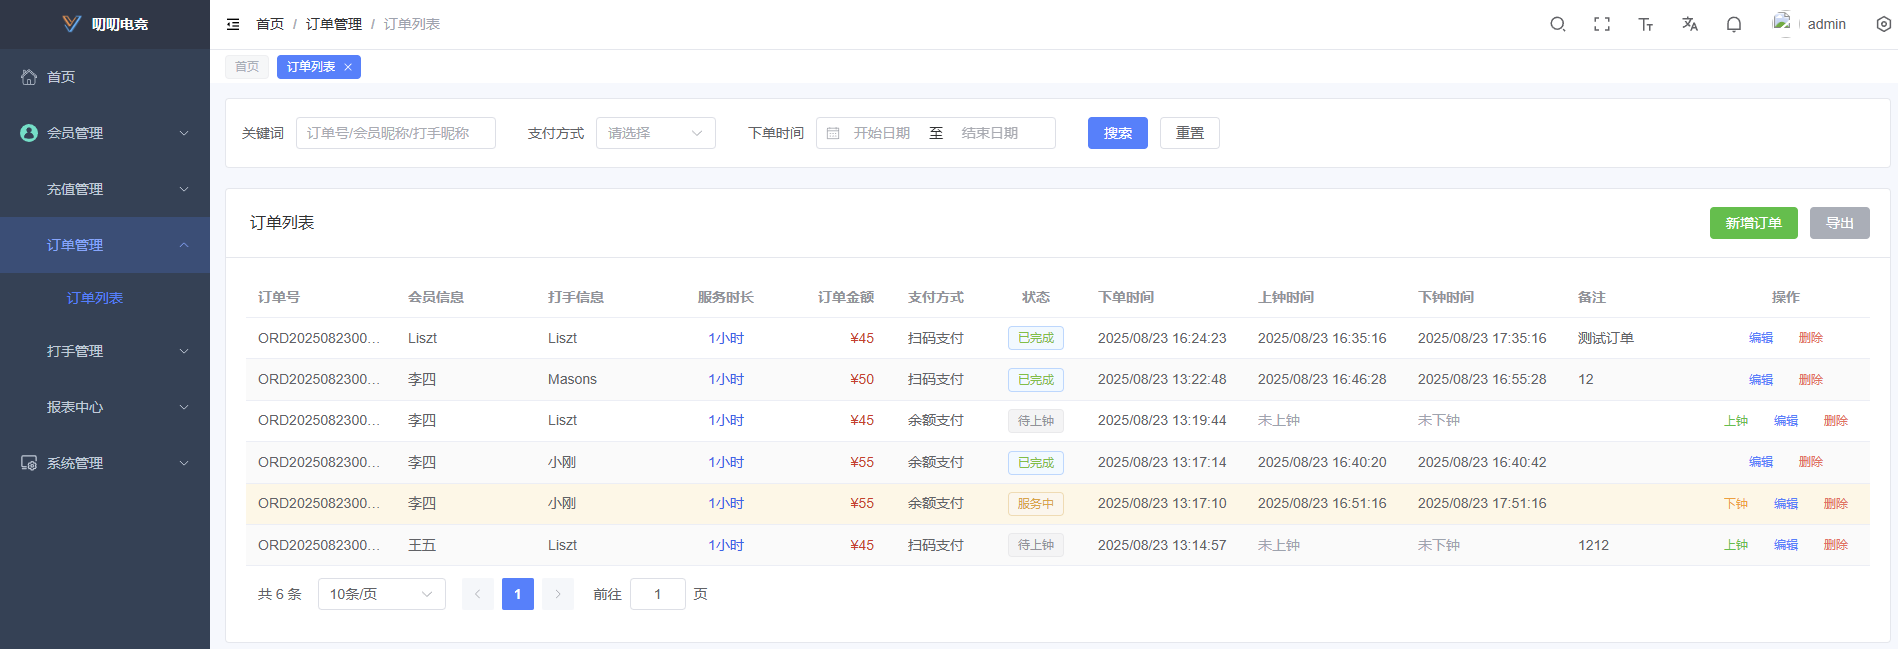 叨叨电竞
首页 / 订单管理 / 订单列表
admin
首页
订单列表 ×
首页
会员管理
充值管理
订单管理
订单列表
打手管理
报表中心
系统管理
关键词 订单号/会员昵称/打手昵称 支付方式 请选择 下单时间 开始日期 至 结束日期 搜索 重置
订单列表 新增订单 导出
订单号 会员信息 打手信息 服务时长 订单金额 支付方式 状态 下单时间 上钟时间 下钟时间 备注 操作
ORD2025082300... Liszt Liszt 1小时 ¥45 扫码支付 已完成 2025/08/23 16:24:23 2025/08/23 16:35:16 2025/08/23 17:35:16 测试订单 编辑 删除
ORD2025082300... 李四 Masons 1小时 ¥50 扫码支付 已完成 2025/08/23 13:22:48 2025/08/23 16:46:28 2025/08/23 16:55:28 12 编辑 删除
ORD2025082300... 李四 Liszt 1小时 ¥45 余额支付 待上钟 2025/08/23 13:19:44 未上钟 未下钟 上钟 编辑 删除
ORD2025082300... 李四 小刚 1小时 ¥55 余额支付 已完成 2025/08/23 13:17:14 2025/08/23 16:40:20 2025/08/23 16:40:42 编辑 删除
ORD2025082300... 李四 小刚 1小时 ¥55 余额支付 服务中 2025/08/23 13:17:10 2025/08/23 16:51:16 2025/08/23 17:51:16 下钟 编辑 删除
ORD2025082300... 王五 Liszt 1小时 ¥45 扫码支付 待上钟 2025/08/23 13:14:57 未上钟 未下钟 1212 上钟 编辑 删除
共 6 条 10条/页 1 前往 1 页